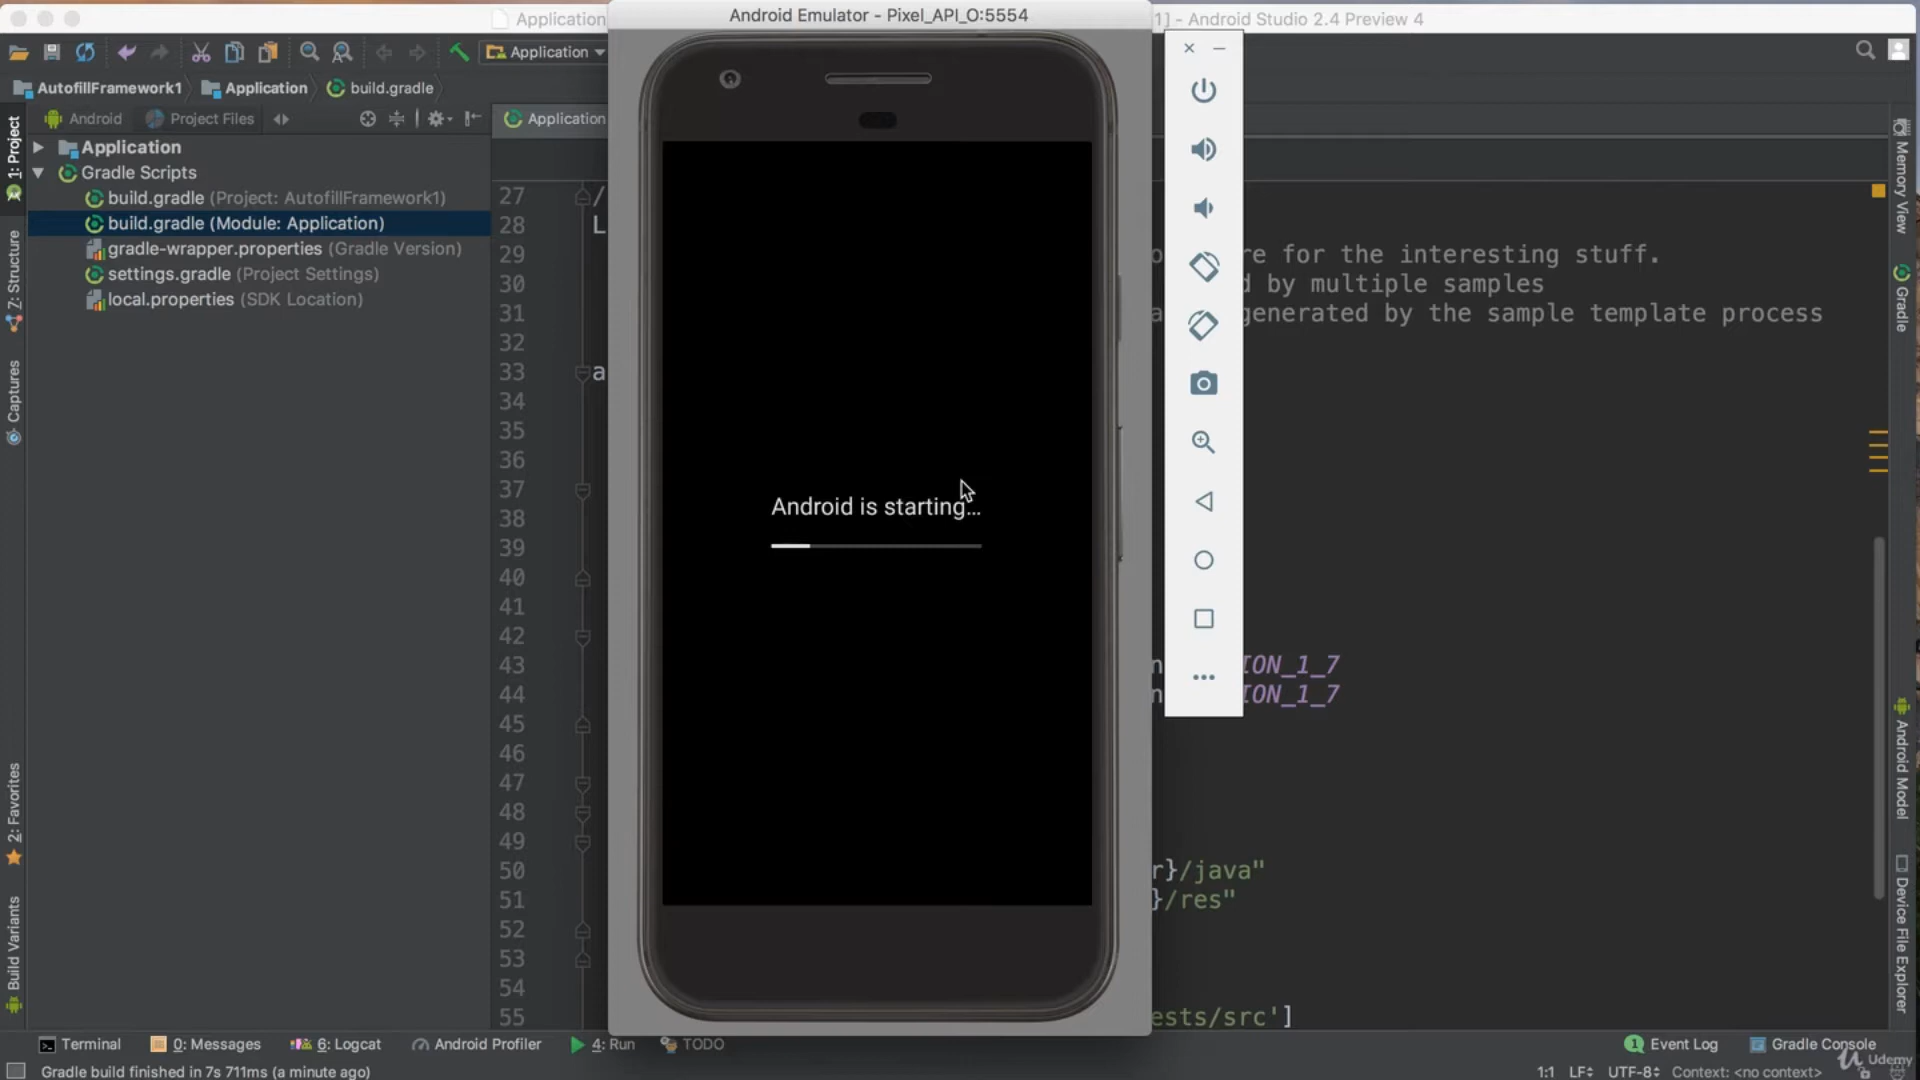 Application
Android Emulator - Pixel_API_O:5554
1] - Android Studio 2.4 Preview 4
Application
AutofillFramework1
Application
build.gradle
Android
Project Files
Application
1: Project
Application
Gradle Scripts
build.gradle (Project: AutofillFramework1)
build.gradle (Module: Application)
gradle-wrapper.properties (Gradle Version)
settings.gradle (Project Settings)
local.properties (SDK Location)
7: Structure
Captures
2: Favorites
Build Variants
27 /
28 L
29 re for the interesting stuff.
30 d by multiple samples
31 generated by the sample template process
32
33 a
34
35
36
37
38
39
40
41
42
43 ION_1_7
44 ION_1_7
45
46
47
48
49
50 r}/java"
51 }/res"
52
53
54
55 ests/src']
Android is starting...
Memory View
Gradle
Android Model
Device File Explorer
Terminal
0: Messages
6: Logcat
Android Profiler
4: Run
TODO
1 Event Log
Gradle Console
Gradle build finished in 7s 711ms (a minute ago)
1:1 LF÷ UTF-8÷ Context: <no context>
Udemy